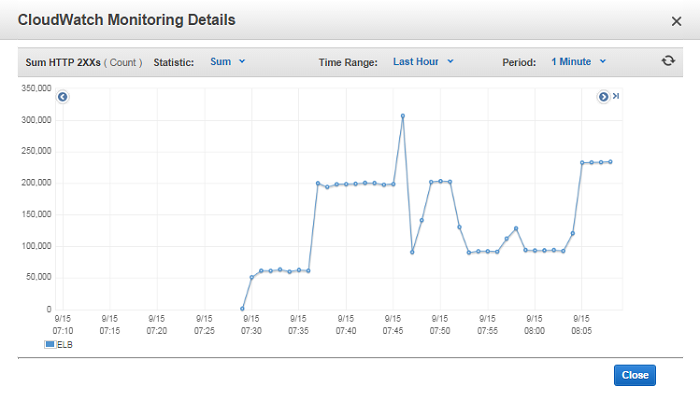 CloudWatch Monitoring Details ×
Sum HTTP 2XXs ( Count ) Statistic: Sum Time Range: Last Hour Period: 1 Minute
350,000
300,000
250,000
200,000
150,000
100,000
50,000
0
9/15 9/15 9/15 9/15 9/15 9/15 9/15 9/15 9/15 9/15 9/15 9/15
07:10 07:15 07:20 07:25 07:30 07:35 07:40 07:45 07:50 07:55 08:00 08:05
ELB
Close